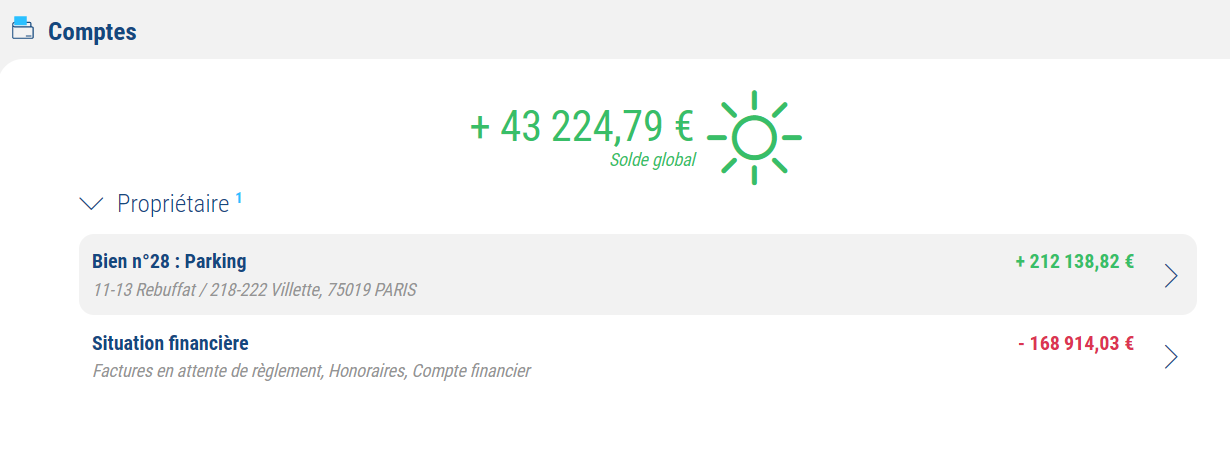 Comptes
+ 43 224,79 €
Solde global
Propriétaire 1
Bien n°28 : Parking
+ 212 138,82 €
11-13 Rebuffat / 218-222 Villette, 75019 PARIS
Situation financière
- 168 914,03 €
Factures en attente de règlement, Honoraires, Compte financier